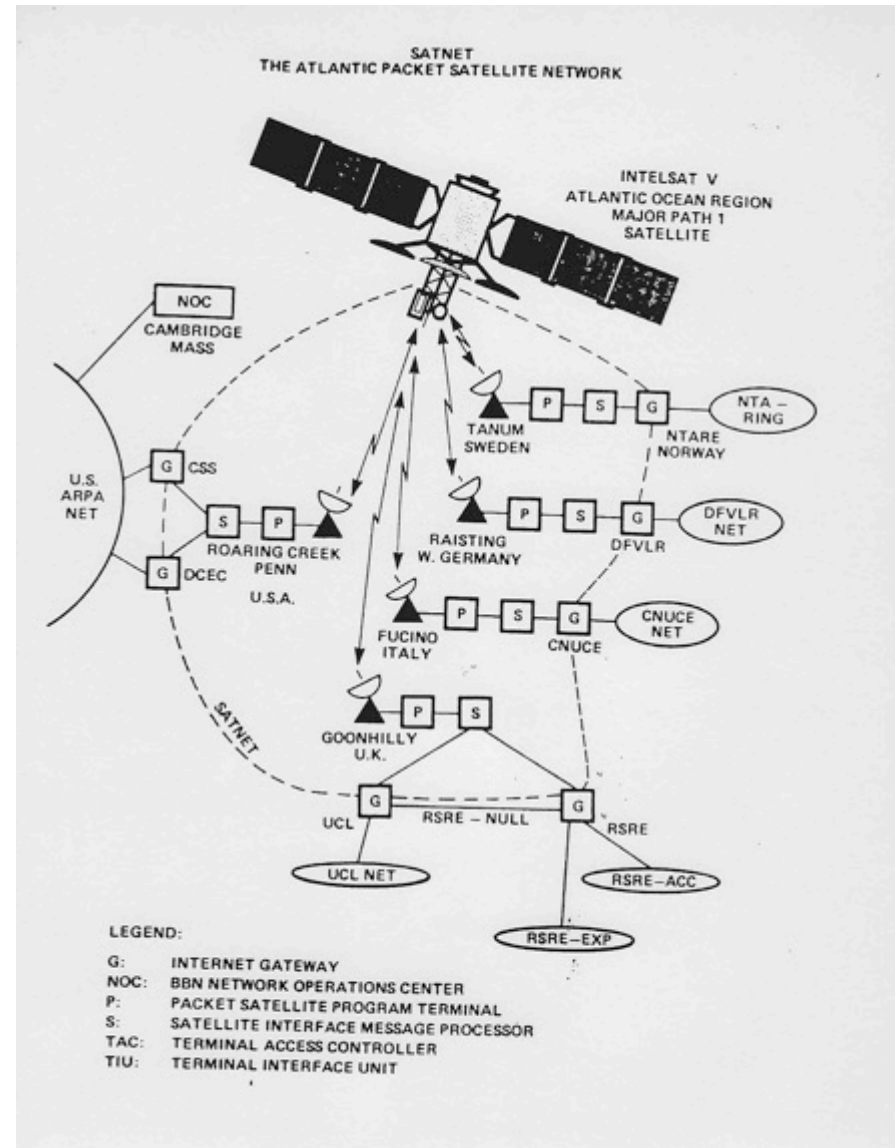 SATNET
THE ATLANTIC PACKET SATELLITE NETWORK
INTELSAT V
ATLANTIC OCEAN REGION
MAJOR PATH 1
SATELLITE
NOC
CAMBRIDGE
MASS
TANUM
SWEDEN
P
S
G
NTARE
NORWAY
NTA –
RING
U.S.
ARPA
NET
G
CSS
S
P
ROARING CREEK
PENN
U.S.A.
G
DCEC
RAISTING
W. GERMANY
P
S
G
DFVLR
DFVLR
NET
FUCINO
ITALY
P
S
G
CNUCE
CNUCE
NET
SATNET
GOONHILLY
U.K.
P
S
G
UCL
RSRE – NULL
G
RSRE
UCL NET
RSRE–ACC
RSRE–EXP
LEGEND:
G: INTERNET GATEWAY
NOC: BBN NETWORK OPERATIONS CENTER
P: PACKET SATELLITE PROGRAM TERMINAL
S: SATELLITE INTERFACE MESSAGE PROCESSOR
TAC: TERMINAL ACCESS CONTROLLER
TIU: TERMINAL INTERFACE UNIT